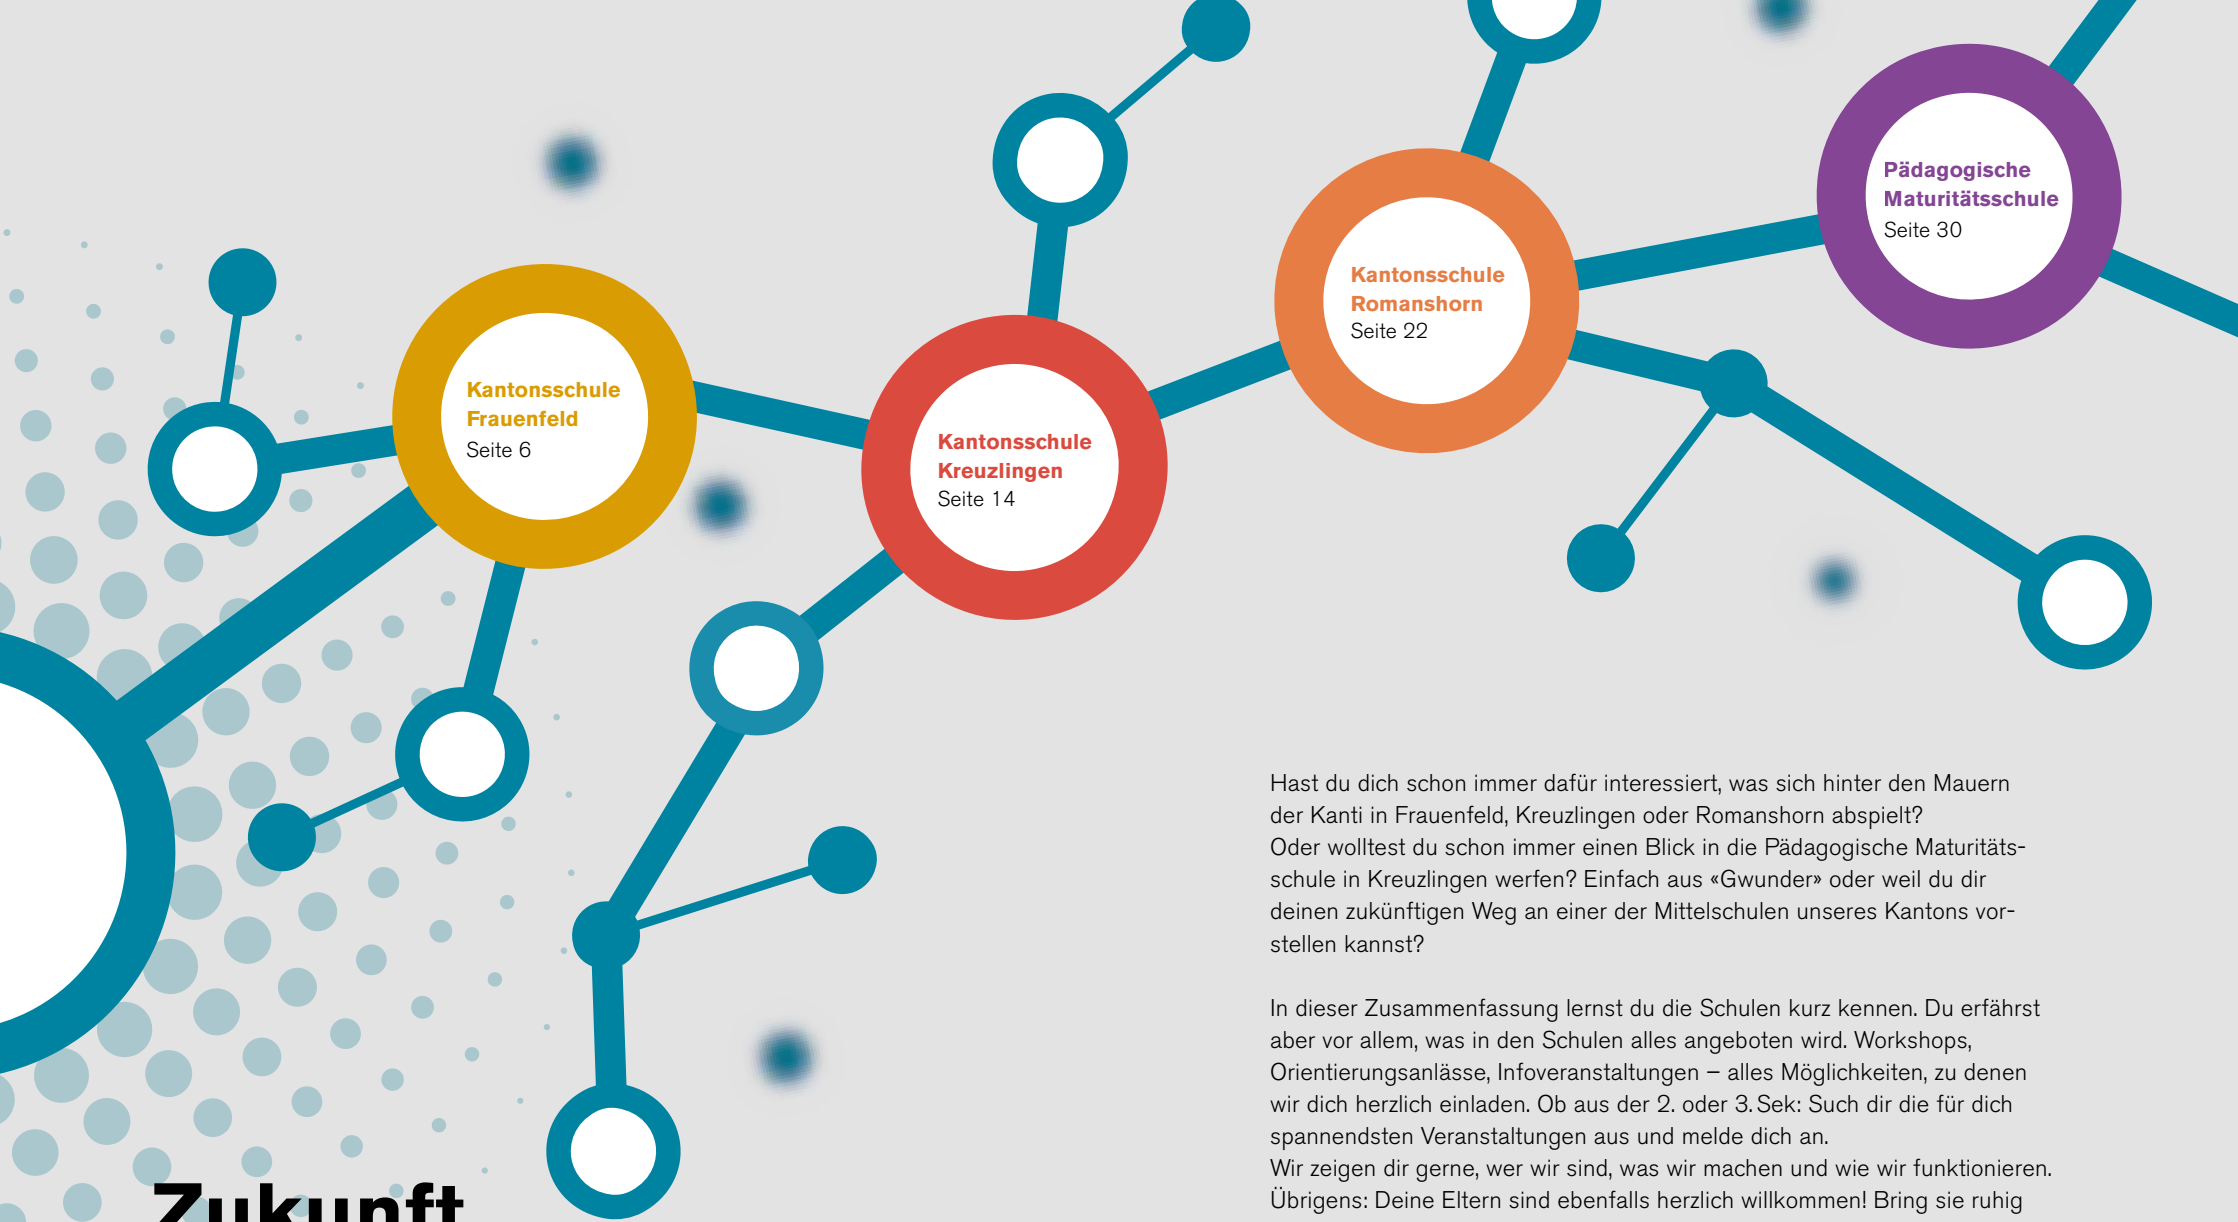 Kantonsschule
Frauenfeld
Seite 6
Kantonsschule
Kreuzlingen
Seite 14
Kantonsschule
Romanshorn
Seite 22
Pädagogische
Maturitätsschule
Seite 30
Hast du dich schon immer dafür interessiert, was sich hinter den Mauern
der Kanti in Frauenfeld, Kreuzlingen oder Romanshorn abspielt?
Oder wolltest du schon immer einen Blick in die Pädagogische Maturitäts-
schule in Kreuzlingen werfen? Einfach aus «Gwunder» oder weil du dir
deinen zukünftigen Weg an einer der Mittelschulen unseres Kantons vor-
stellen kannst?
In dieser Zusammenfassung lernst du die Schulen kurz kennen. Du erfährst
aber vor allem, was in den Schulen alles angeboten wird. Workshops,
Orientierungsanlässe, Infoveranstaltungen – alles Möglichkeiten, zu denen
wir dich herzlich einladen. Ob aus der 2. oder 3. Sek: Such dir die für dich
spannendsten Veranstaltungen aus und melde dich an.
Wir zeigen dir gerne, wer wir sind, was wir machen und wie wir funktionieren.
Übrigens: Deine Eltern sind ebenfalls herzlich willkommen! Bring sie ruhig
Zukunft